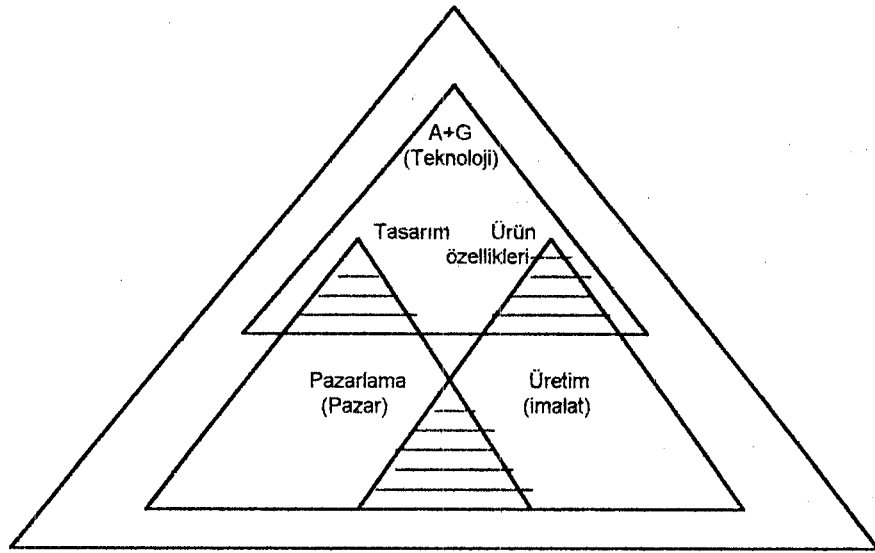 A+G
(Teknoloji)
Tasarım
Ürün
özellikleri
Pazarlama
(Pazar)
Üretim
(imalat)